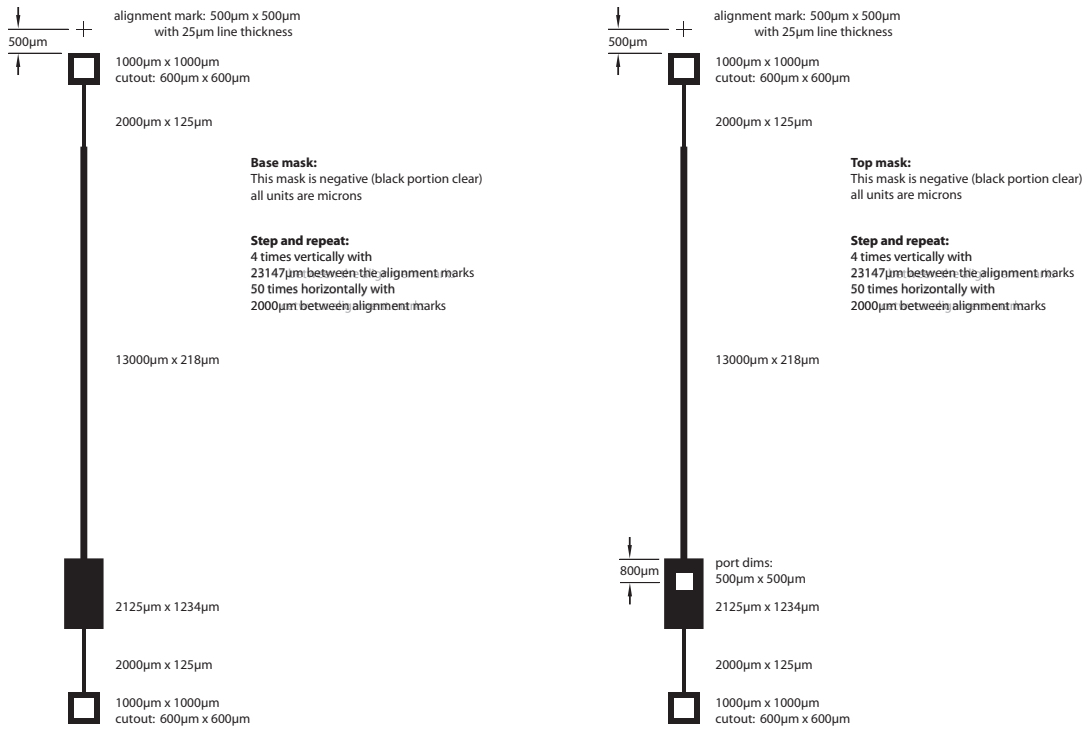 alignment mark: 500µm x 500µm
with 25µm line thickness
500µm
1000µm x 1000µm
cutout: 600µm x 600µm
2000µm x 125µm
Base mask:
This mask is negative (black portion clear)
all units are microns
Step and repeat:
4 times vertically with
23147µm between the alignment marks
50 times horizontally with
2000µm between alignment marks
13000µm x 218µm
2125µm x 1234µm
2000µm x 125µm
1000µm x 1000µm
cutout: 600µm x 600µm
alignment mark: 500µm x 500µm
with 25µm line thickness
500µm
1000µm x 1000µm
cutout: 600µm x 600µm
2000µm x 125µm
Top mask:
This mask is negative (black portion clear)
all units are microns
Step and repeat:
4 times vertically with
23147µm between the alignment marks
50 times horizontally with
2000µm between alignment marks
13000µm x 218µm
800µm
port dims:
500µm x 500µm
2125µm x 1234µm
2000µm x 125µm
1000µm x 1000µm
cutout: 600µm x 600µm